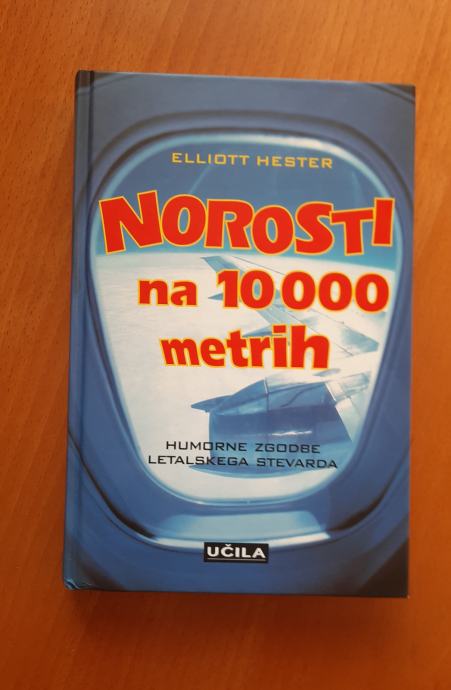 ELLIOTT HESTER
NOROSTI
na 10 000
metrih
HUMORNE ZGODBE
LETALSKEGA STEVARDA
UČILA